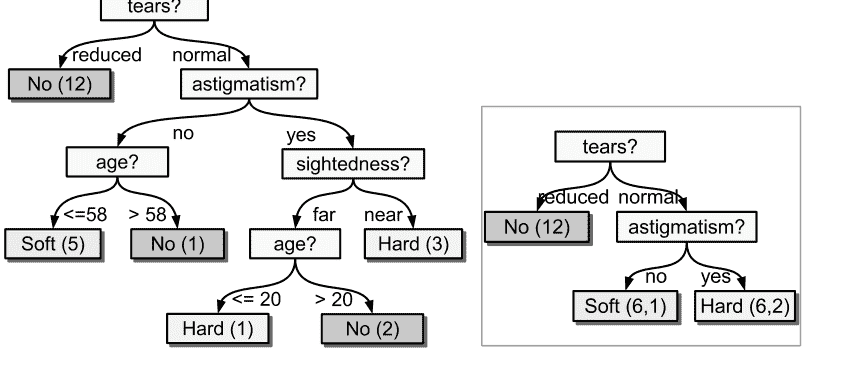 tears?
reduced normal
No (12) astigmatism?
no yes
age? sightedness?
<=58 > 58 far near
Soft (5) No (1) age? Hard (3)
<= 20 > 20
Hard (1) No (2)
tears?
reduced normal
No (12) astigmatism?
no yes
Soft (6,1) Hard (6,2)